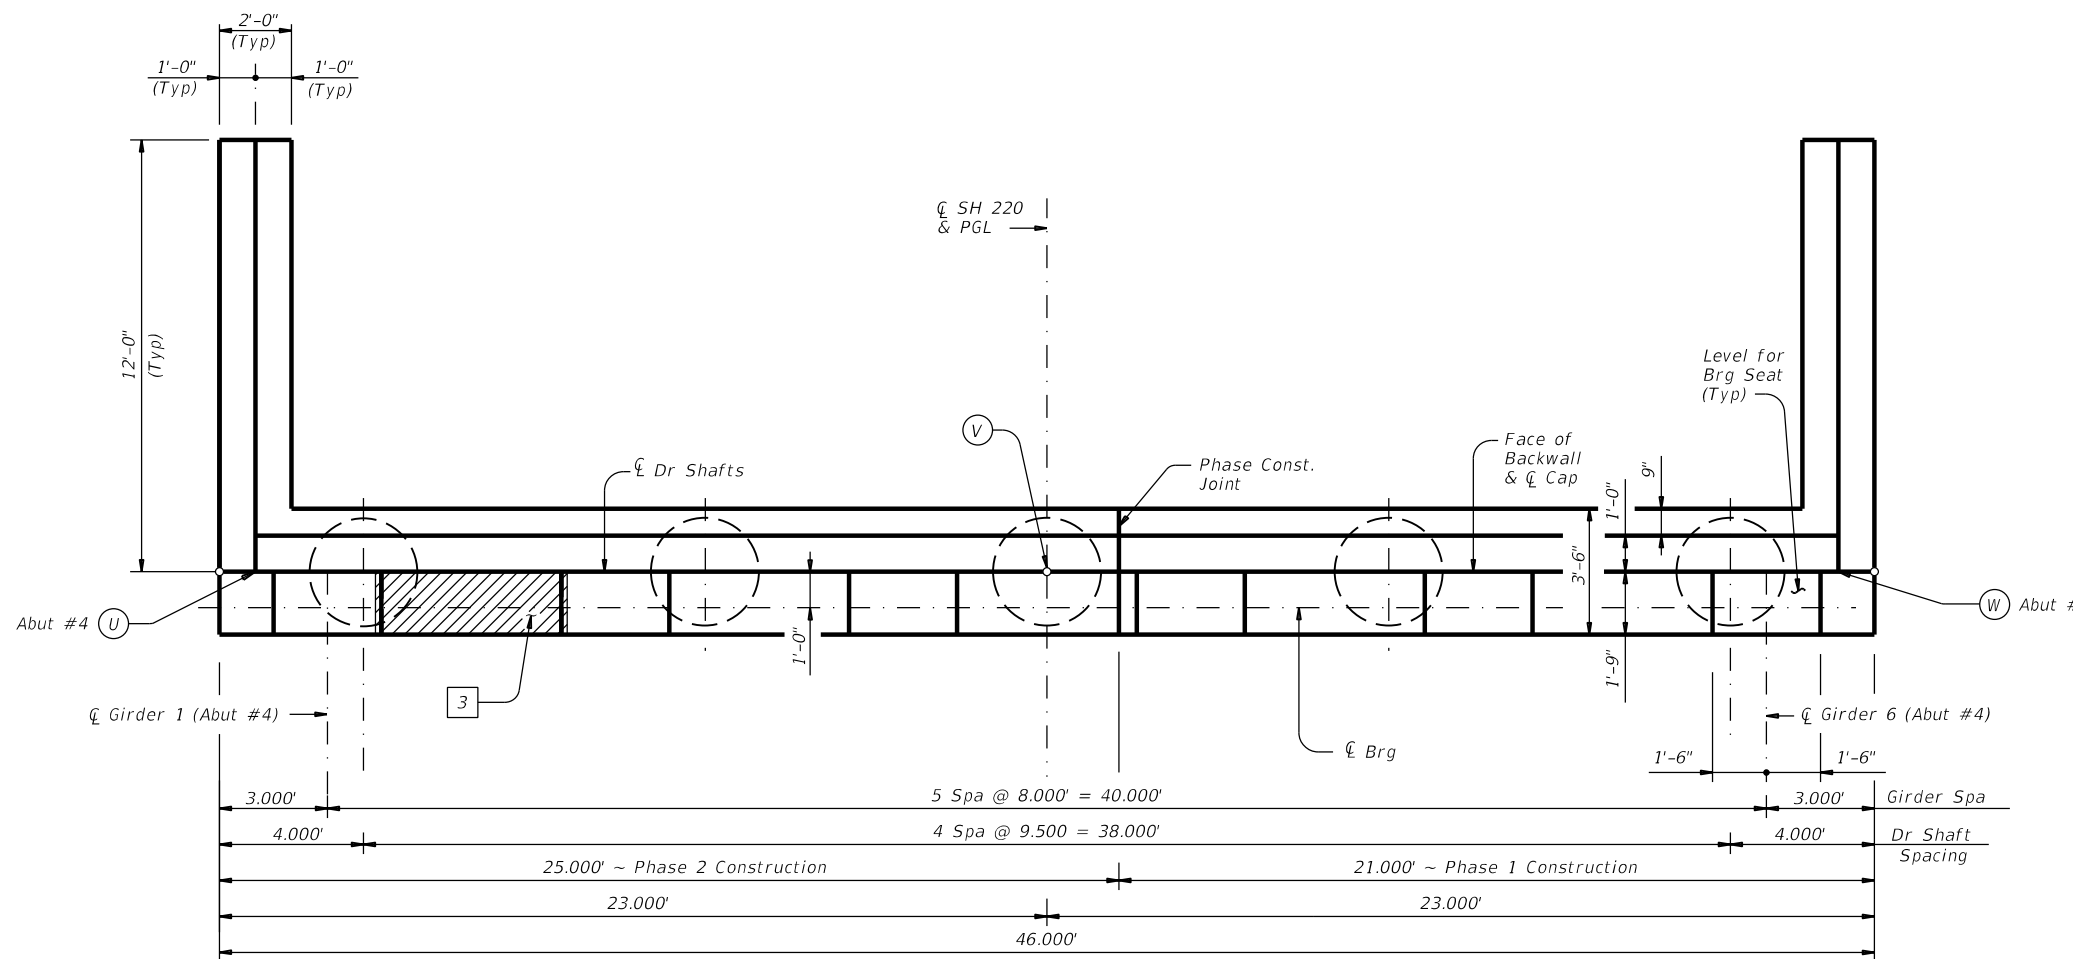 2'-0"
(Typ)
1'-0"
(Typ)
1'-0"
(Typ)
12'-0"
(Typ)
℄ SH 220
& PGL
Level for
Brg Seat
(Typ)
V
℄ Dr Shafts
Phase Const.
Joint
Face of
Backwall
& ℄ Cap
9"
1'-0"
3'-6"
Abut #4 U
W Abut #
1'-0"
1'-9"
3
℄ Girder 1 (Abut #4)
℄ Girder 6 (Abut #4)
℄ Brg
1'-6"
1'-6"
3.000'
5 Spa @ 8.000' = 40.000'
3.000'
Girder Spa
4.000'
4 Spa @ 9.500 = 38.000'
4.000'
Dr Shaft
Spacing
25.000' ~ Phase 2 Construction
21.000' ~ Phase 1 Construction
23.000'
23.000'
46.000'